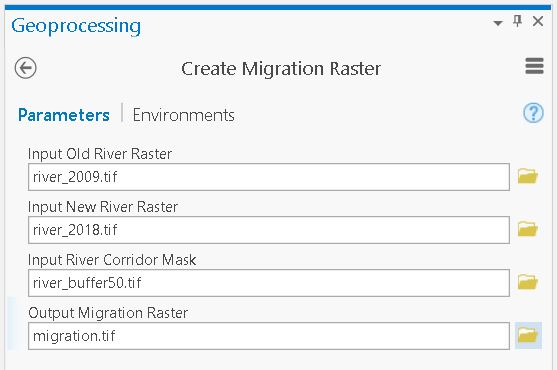 Geoprocessing
Create Migration Raster
Parameters | Environments
?
Input Old River Raster
river_2009.tif
Input New River Raster
river_2018.tif
Input River Corridor Mask
river_buffer50.tif
Output Migration Raster
migration.tif